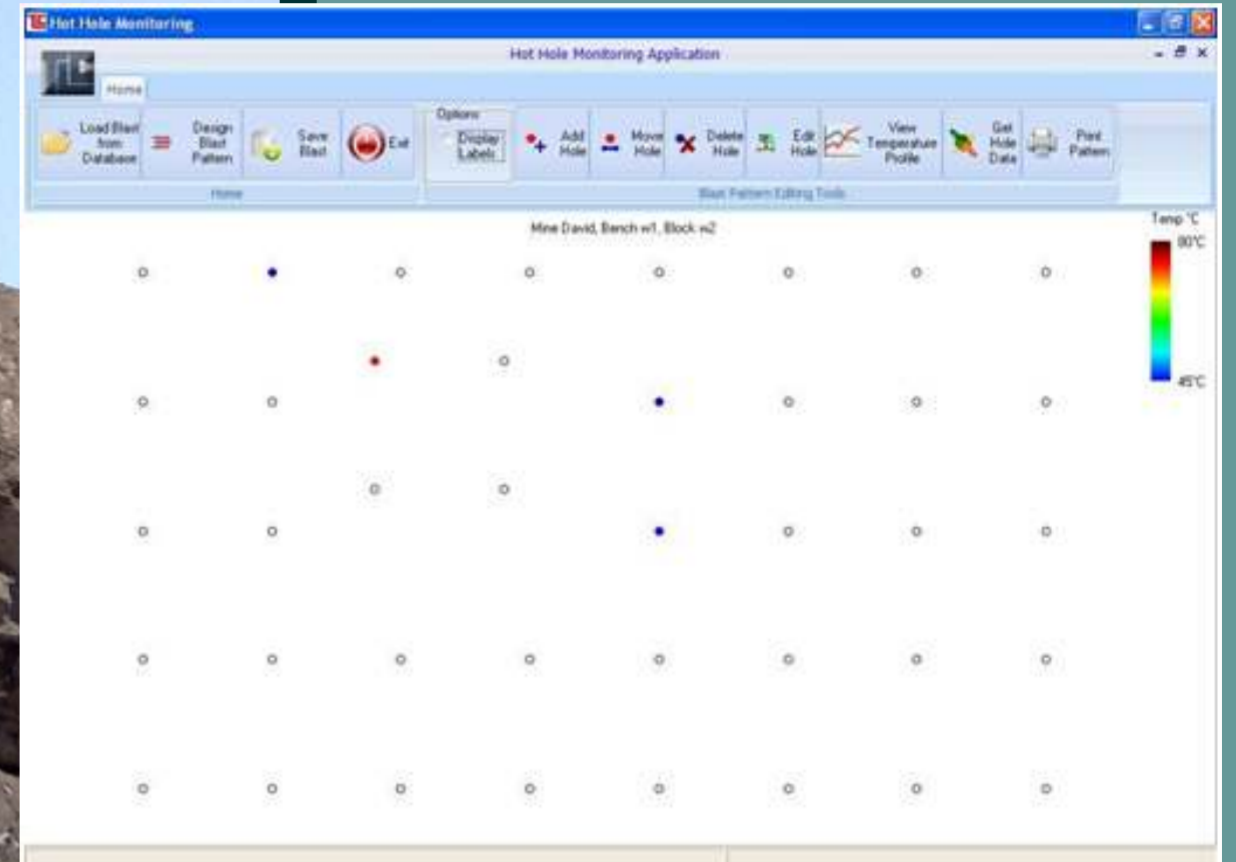 Hot Hole Monitoring
Hot Hole Monitoring Application
Home
Load Blast
from
Database
Design
Blast
Pattern
Save
Blast
Exit
Options
Display
Labels
Add
Hole
Move
Hole
Delete
Hole
Edit
Hole
View
Temperature
Profile
Get
Hole
Data
Print
Pattern
Home
Blast Pattern Editing Tools
Mine David, Bench w1, Block w2
Temp °C
80°C
45°C